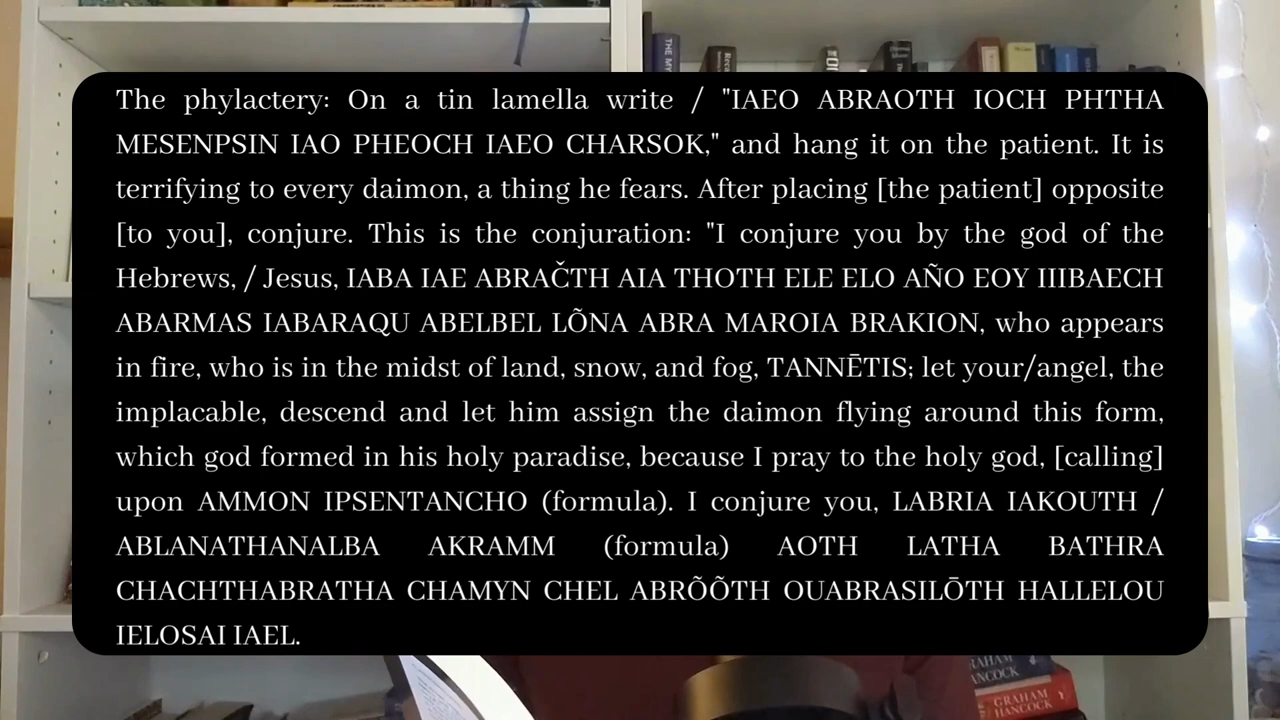 THE MY
The phylactery: On a tin lamella write / "IAEO ABRAOTH IOCH PHTHA
MESENPSIN IAO PHEOCH IAEO CHARSOK," and hang it on the patient. It is
terrifying to every daimon, a thing he fears. After placing [the patient] opposite
[to you], conjure. This is the conjuration: "I conjure you by the god of the
Hebrews, / Jesus, IABA IAE ABRAČTH AIA THOTH ELE ELO AÑO EOY IIIBAECH
ABARMAS IABARAQU ABELBEL LÕNA ABRA MAROIA BRAKION, who appears
in fire, who is in the midst of land, snow, and fog, TANNĒTIS; let your/angel, the
implacable, descend and let him assign the daimon flying around this form,
which god formed in his holy paradise, because I pray to the holy god, [calling]
upon AMMON IPSENTANCHO (formula). I conjure you, LABRIA IAKOUTH /
ABLANATHANALBA AKRAMM (formula) AOTH LATHA BATHRA
CHACHTHABRATHA CHAMYN CHEL ABRÕÕTH OUABRASILŌTH HALLELOU
IELOSAI IAEL.
GRAHAM
HANCOCK